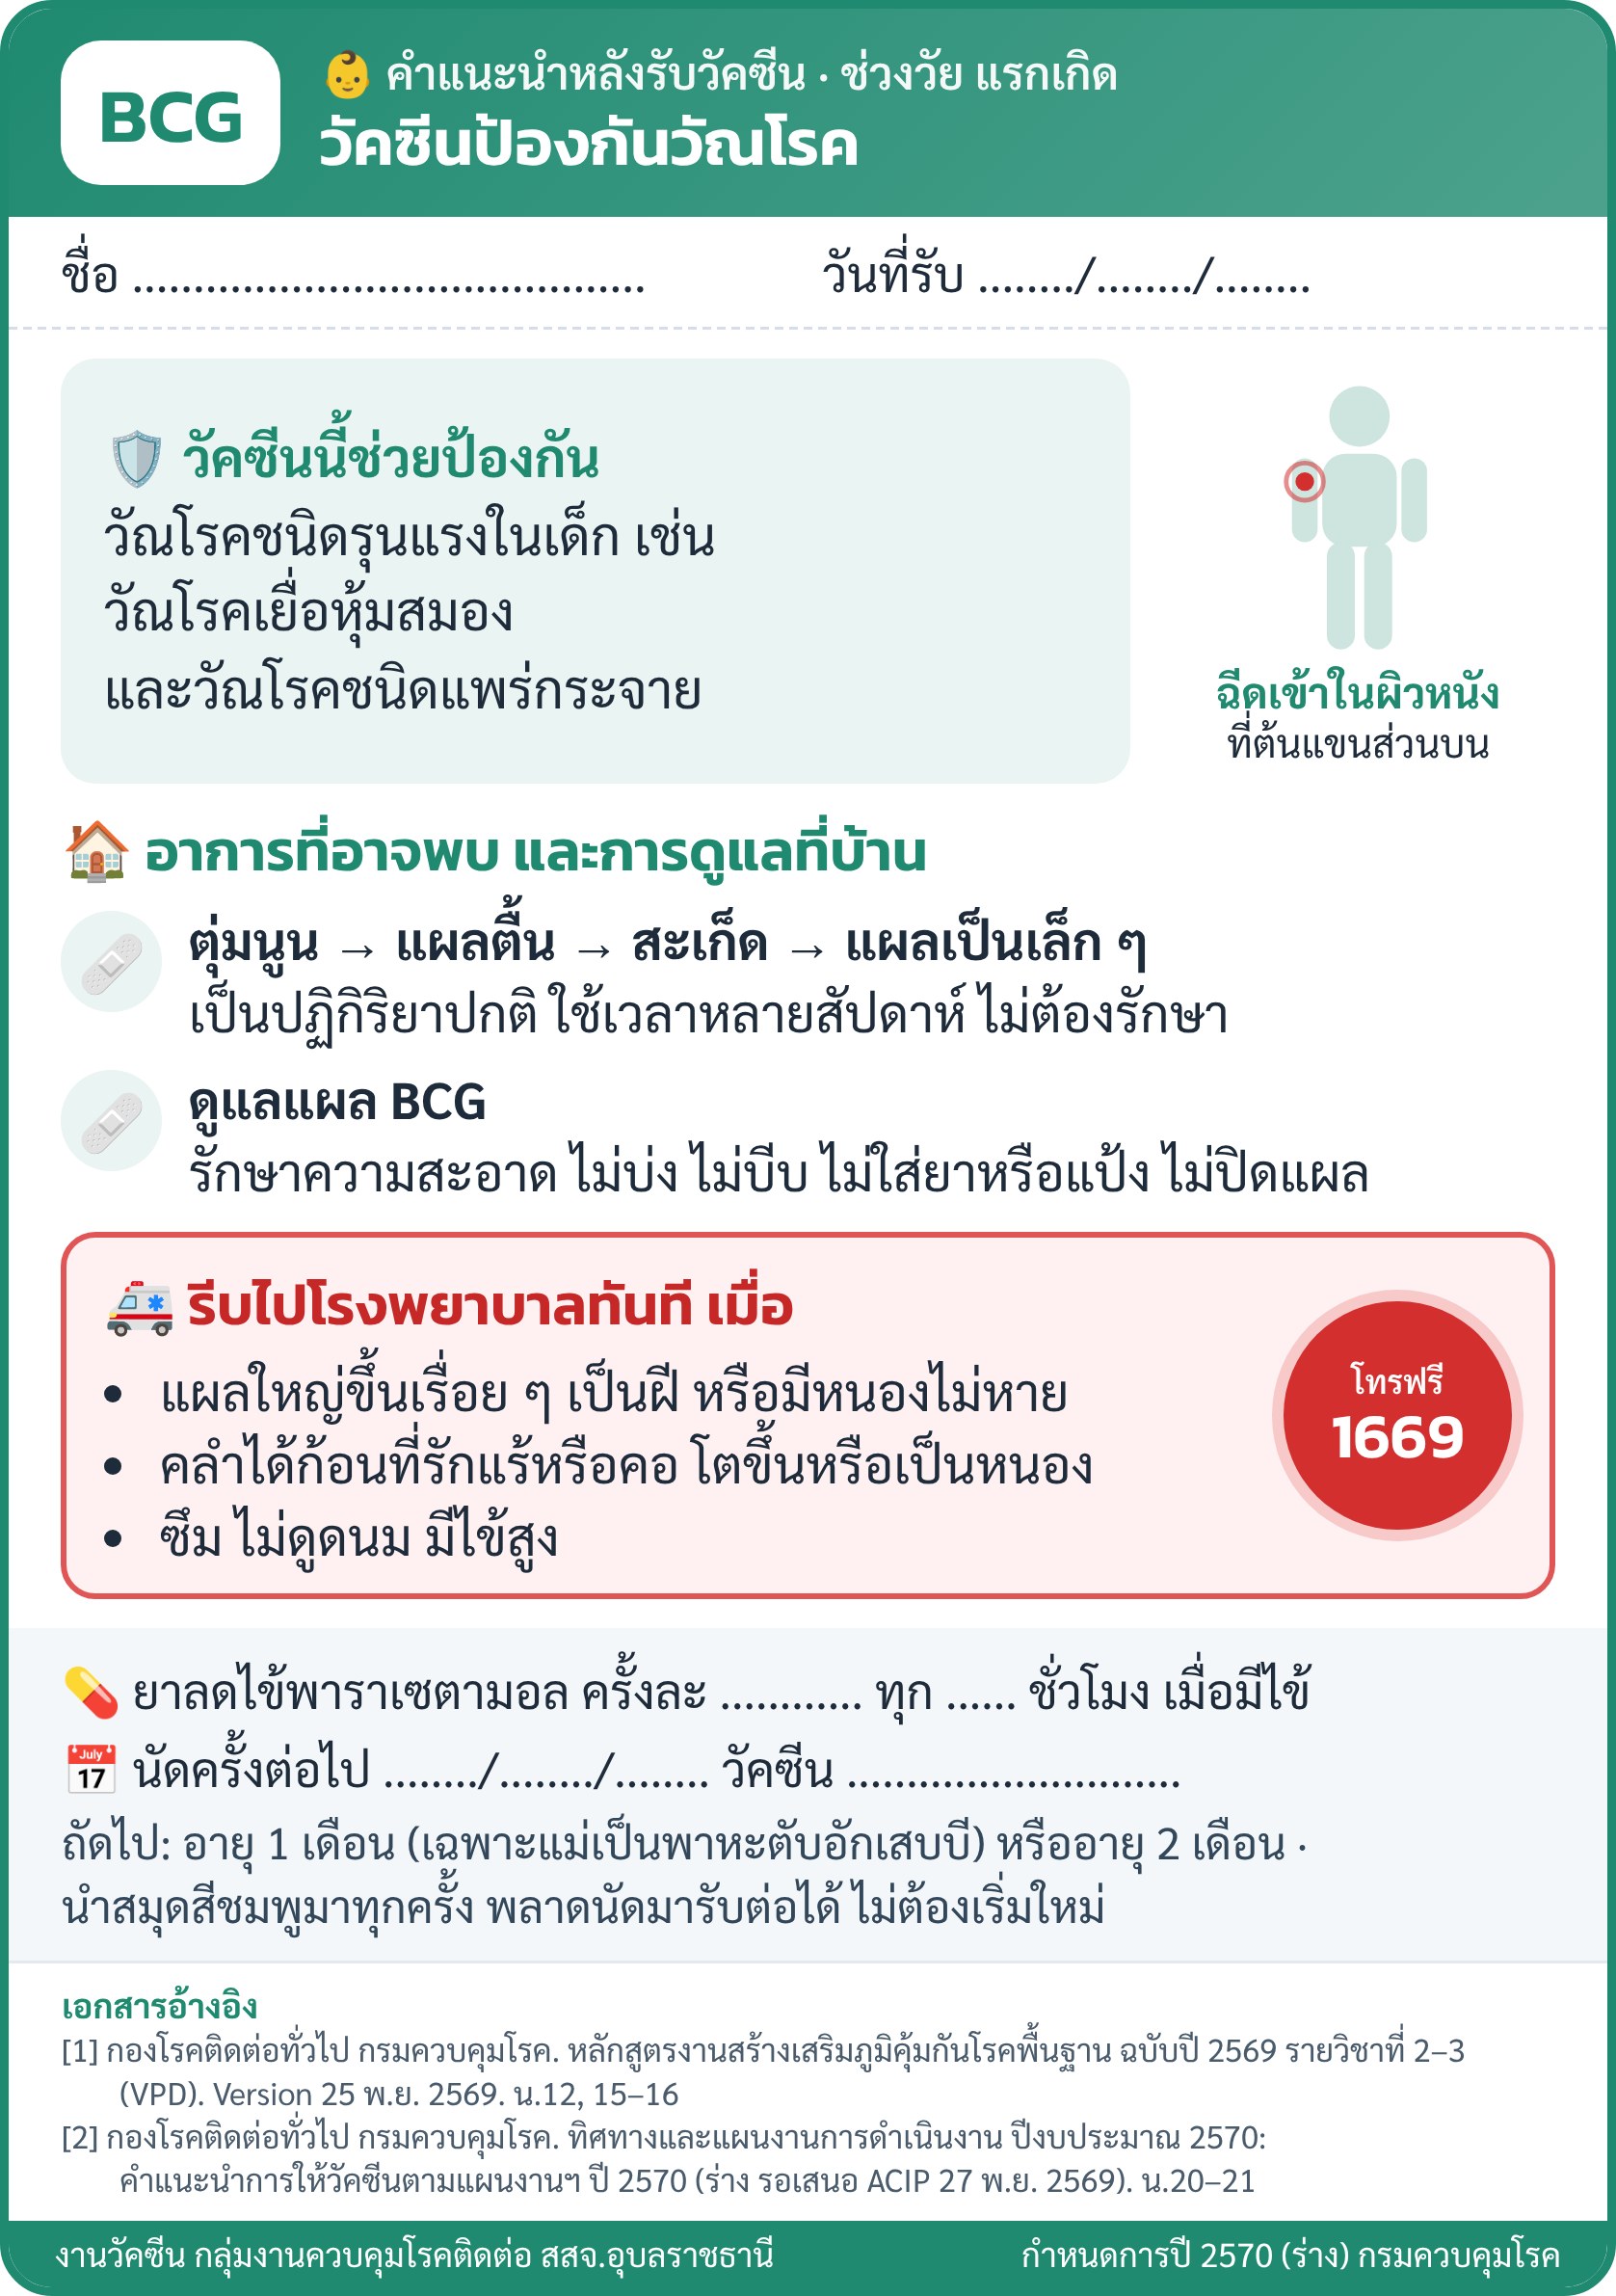 BCG
👶 คำแนะนำหลังรับวัคซีน · ช่วงวัย แรกเกิด
วัคซีนป้องกันวัณโรค
ชื่อ ........................................... วันที่รับ ......../......../........
🛡️ วัคซีนนี้ช่วยป้องกัน
วัณโรคชนิดรุนแรงในเด็ก เช่น
วัณโรคเยื่อหุ้มสมอง
และวัณโรคชนิดแพร่กระจาย
ฉีดเข้าในผิวหนัง
ที่ต้นแขนส่วนบน
🏠 อาการที่อาจพบ และการดูแลที่บ้าน
ตุ่มนูน → แผลตื้น → สะเก็ด → แผลเป็นเล็ก ๆ
เป็นปฏิกิริยาปกติ ใช้เวลาหลายสัปดาห์ ไม่ต้องรักษา
ดูแลแผล BCG
รักษาความสะอาด ไม่บ่ง ไม่บีบ ไม่ใส่ยาหรือแป้ง ไม่ปิดแผล
🚑 รีบไปโรงพยาบาลทันที เมื่อ
• แผลใหญ่ขึ้นเรื่อย ๆ เป็นฝี หรือมีหนองไม่หาย
• คลำได้ก้อนที่รักแร้หรือคอ โตขึ้นหรือเป็นหนอง
• ซึม ไม่ดูดนม มีไข้สูง
โทรฟรี
1669
💊 ยาลดไข้พาราเซตามอล ครั้งละ ............ ทุก ...... ชั่วโมง เมื่อมีไข้
📅 นัดครั้งต่อไป ......../......../........ วัคซีน ............................
ถัดไป: อายุ 1 เดือน (เฉพาะแม่เป็นพาหะตับอักเสบบี) หรืออายุ 2 เดือน ·
นำสมุดสีชมพูมาทุกครั้ง พลาดนัดมารับต่อได้ ไม่ต้องเริ่มใหม่
เอกสารอ้างอิง
[1] กองโรคติดต่อทั่วไป กรมควบคุมโรค. หลักสูตรงานสร้างเสริมภูมิคุ้มกันโรคพื้นฐาน ฉบับปี 2569 รายวิชาที่ 2–3
(VPD). Version 25 พ.ย. 2569. น.12, 15–16
[2] กองโรคติดต่อทั่วไป กรมควบคุมโรค. ทิศทางและแผนงานการดำเนินงาน ปีงบประมาณ 2570:
คำแนะนำการให้วัคซีนตามแผนงานฯ ปี 2570 (ร่าง รอเสนอ ACIP 27 พ.ย. 2569). น.20–21
งานวัคซีน กลุ่มงานควบคุมโรคติดต่อ สสจ.อุบลราชธานี
กำหนดการปี 2570 (ร่าง) กรมควบคุมโรค